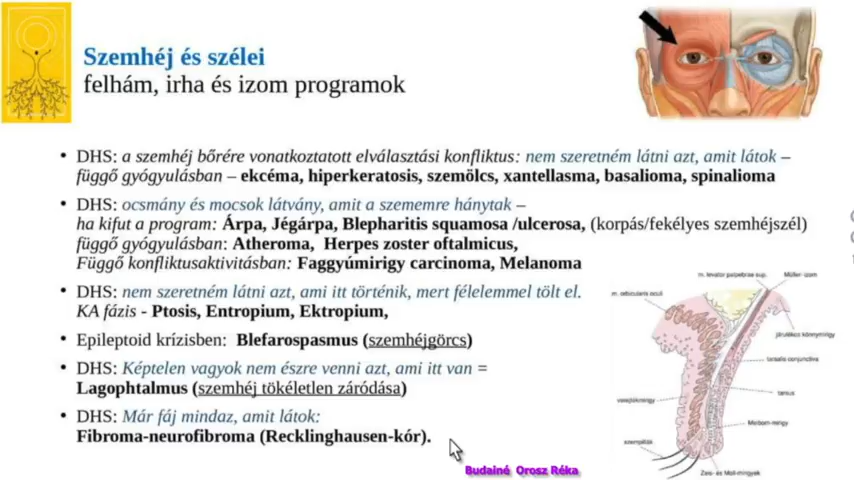 Szemhéj és szélei
felhám, irha és izom programok
• DHS: a szemhéj bőrére vonatkoztatott elválasztási konfliktus: nem szeretném látni azt, amit látok –
függő gyógyulásban – ekcéma, hiperkeratosis, szemölcs, xantellasma, basalioma, spinalioma
• DHS: ocsmány és mocsok látvány, amit a szememre hánytak –
ha kifut a program: Árpa, Jégárpa, Blepharitis squamosa /ulcerosa, (korpás/fekélyes szemhéjszél)
függő gyógyulásban: Atheroma, Herpes zoster oftalmicus,
Függő konfliktusaktivitásban: Faggyúmirigy carcinoma, Melanoma
• DHS: nem szeretném látni azt, ami itt történik, mert félelemmel tölt el.
KA fázis - Ptosis, Entropium, Ektropium,
• Epileptoid krízisben: Blefarospasmus (szemhéjgörcs)
• DHS: Képtelen vagyok nem észre venni azt, ami itt van =
Lagophtalmus (szemhéj tökéletlen záródása)
• DHS: Már fáj mindaz, amit látok:
Fibroma-neurofibroma (Recklinghausen-kór).
m. levator palpebrae sup.
Müller-izom
m. orbicularis oculi
járulékos könnymirigy
tarsalis conjunctiva
tarsus
verejtékmirigy
Meibom-mirigy
szempillák
Zeis- és Moll-mirigyek
Budainé Orosz Réka